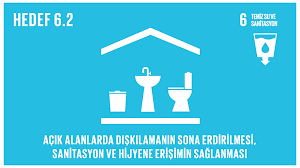 HEDEF 6.2
6 TEMİZ SU VE
SANİTASYON
AÇIK ALANLARDA DIŞKILAMANIN SONA ERDİRİLMESİ,
SANİTASYON VE HİJYENE ERİŞİMİN SAĞLANMASI